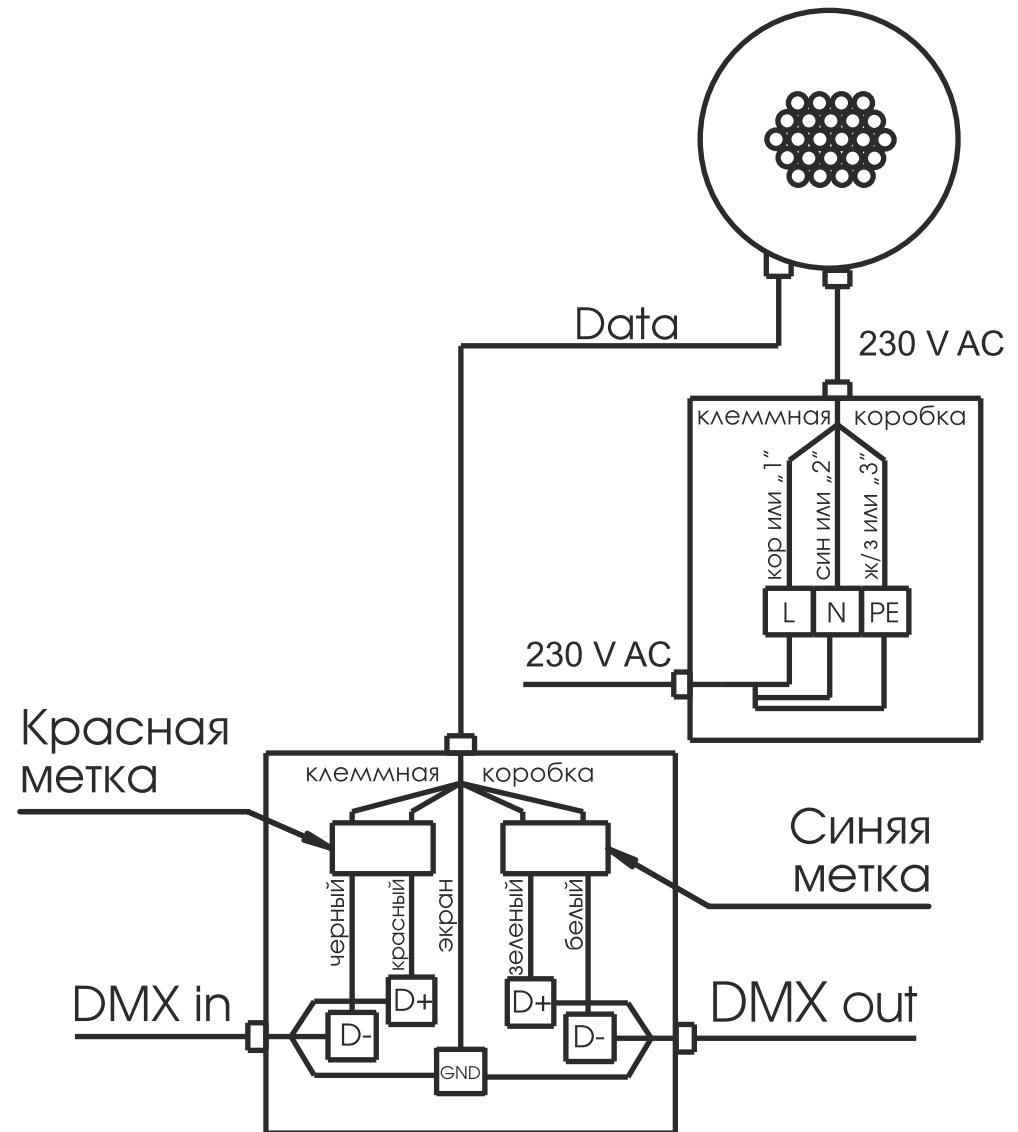 Data
230 V AC
клеммная коробка
кор или „1“
син или „2“
ж/з или „3“
L N PE
230 V AC
Красная
метка
клеммная коробка
Синяя
метка
черный
красный
экран
зеленый
белый
DMX in
D+
D-
GND
D+
D-
DMX out